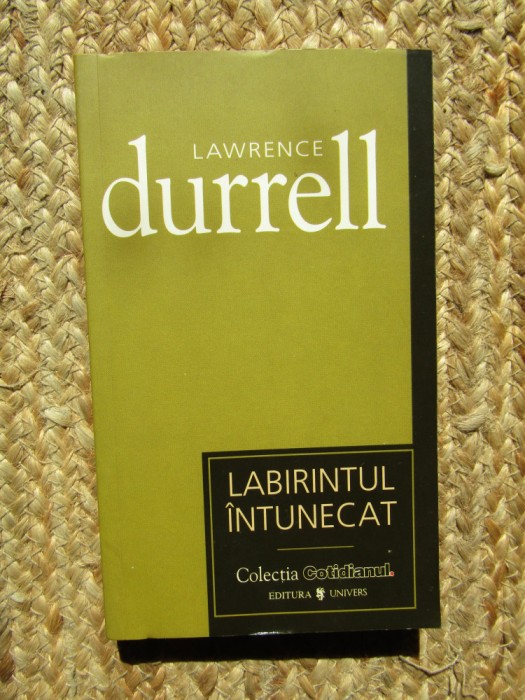 LAWRENCE
durrell
LABIRINTUL
ÎNTUNECAT
Colecția Cotidianul.
EDITURA UNIVERS